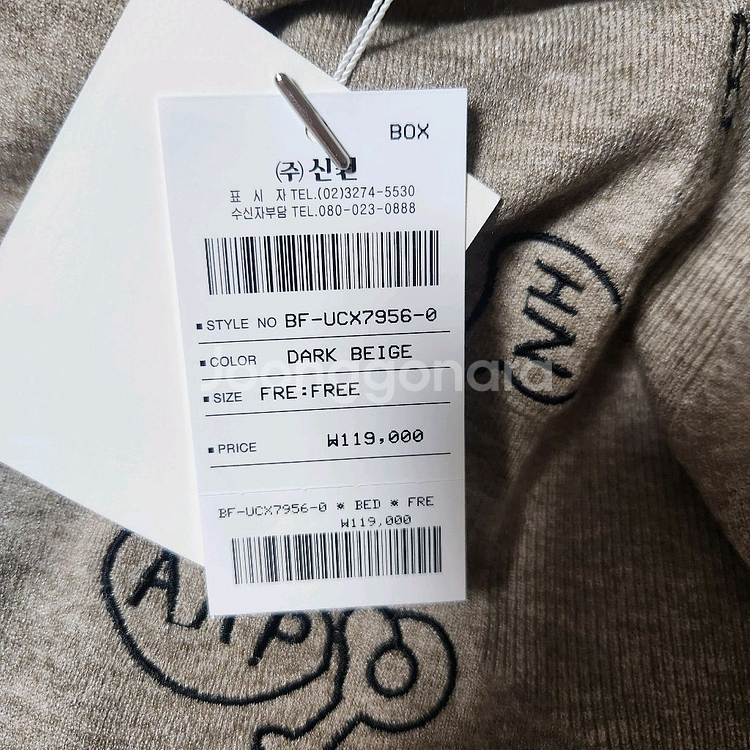 BOX
(주)신원
표 시 자 TEL.(02)3274-5530
수신자부담 TEL.080-023-0888
■ STYLE NO BF-UCX7956-0
■ COLOR DARK BEIGE
■ SIZE FRE:FREE
■ PRICE ₩119,000
BF-UCX7956-0 * BED * FRE
₩119,000
Joonggonara